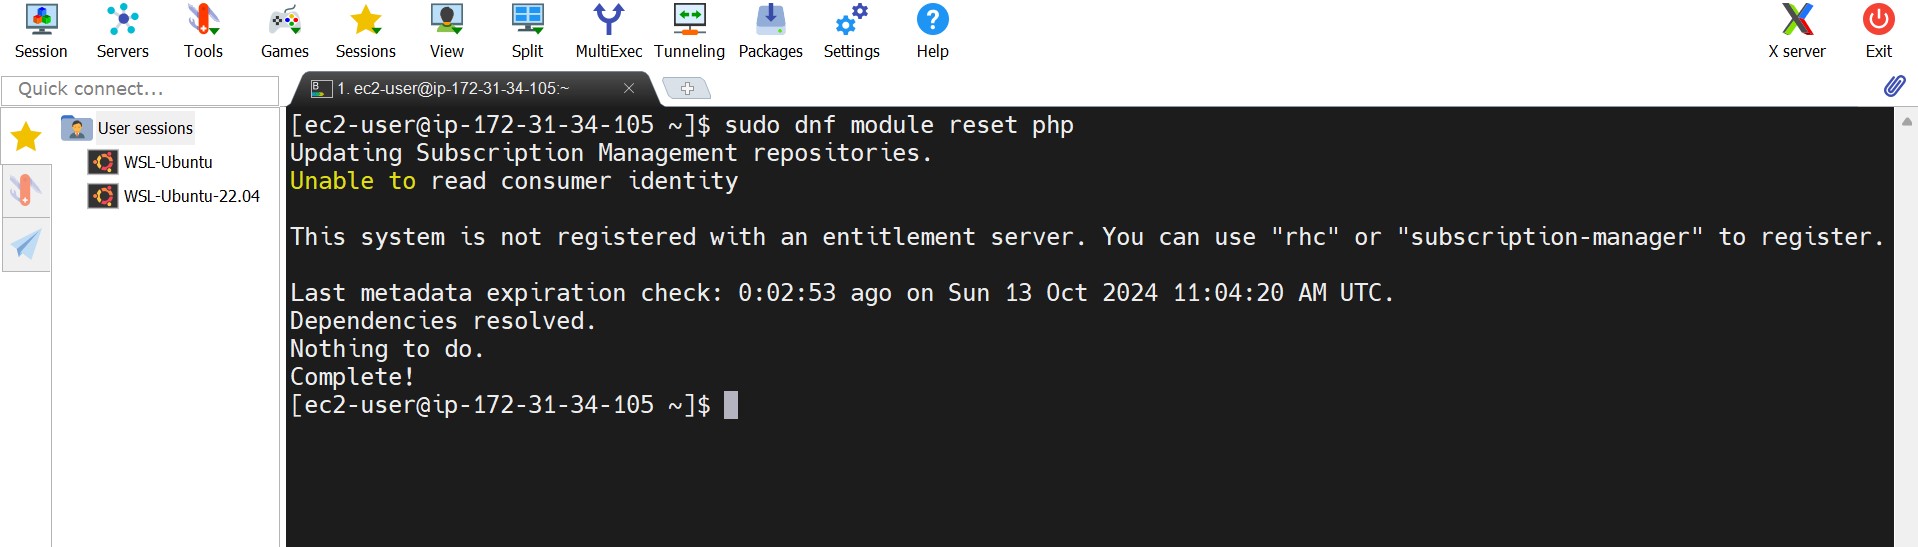 Session Servers Tools Games Sessions View Split MultiExec Tunneling Packages Settings Help X server Exit
Quick connect...
1. ec2-user@ip-172-31-34-105:~
User sessions
WSL-Ubuntu
WSL-Ubuntu-22.04
[ec2-user@ip-172-31-34-105 ~]$ sudo dnf module reset php
Updating Subscription Management repositories.
Unable to read consumer identity
This system is not registered with an entitlement server. You can use "rhc" or "subscription-manager" to register.
Last metadata expiration check: 0:02:53 ago on Sun 13 Oct 2024 11:04:20 AM UTC.
Dependencies resolved.
Nothing to do.
Complete!
[ec2-user@ip-172-31-34-105 ~]$